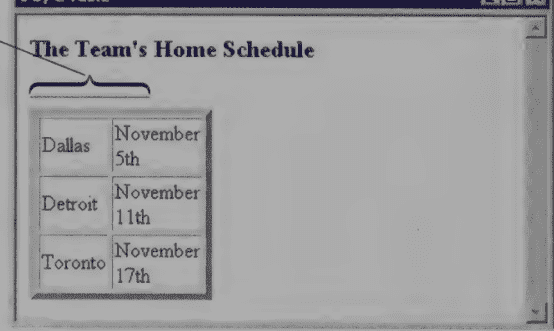 The Team's Home Schedule
Dallas
November
5th
Detroit
November
11th
Toronto
November
17th